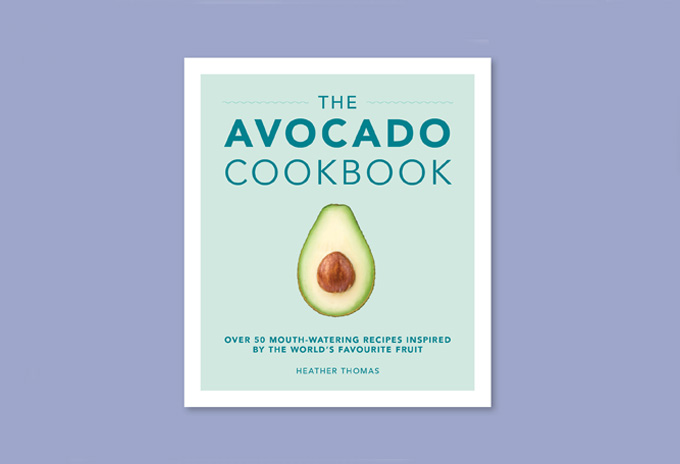 THE
AVOCADO
COOKBOOK
OVER 50 MOUTH-WATERING RECIPES INSPIRED
BY THE WORLD'S FAVOURITE FRUIT
HEATHER THOMAS